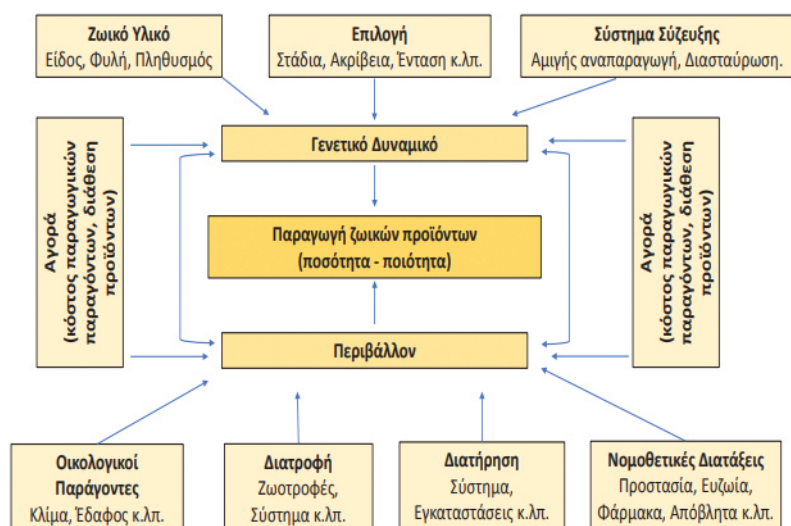 Ζωικό Υλικό
Είδος, Φυλή, Πληθυσμός
Επιλογή
Στάδια, Ακρίβεια, Ένταση κ.λπ.
Σύστημα Σύζευξης
Αμιγής αναπαραγωγή, Διασταύρωση.
Αγορά
(κόστος παραγωγικών
παραγόντων, διάθεση
προϊόντων)
Γενετικό Δυναμικό
Παραγωγή ζωικών προϊόντων
(ποσότητα - ποιότητα)
Περιβάλλον
Αγορά
(κόστος παραγωγικών
παραγόντων, διάθεση
προϊόντων)
Οικολογικοί
Παράγοντες
Κλίμα, Έδαφος κ.λπ.
Διατροφή
Ζωοτροφές,
Σύστημα κ.λπ.
Διατήρηση
Σύστημα,
Εγκαταστάσεις κ.λπ.
Νομοθετικές Διατάξεις
Προστασία, Ευζωία,
Φάρμακα, Απόβλητα κ.λπ.